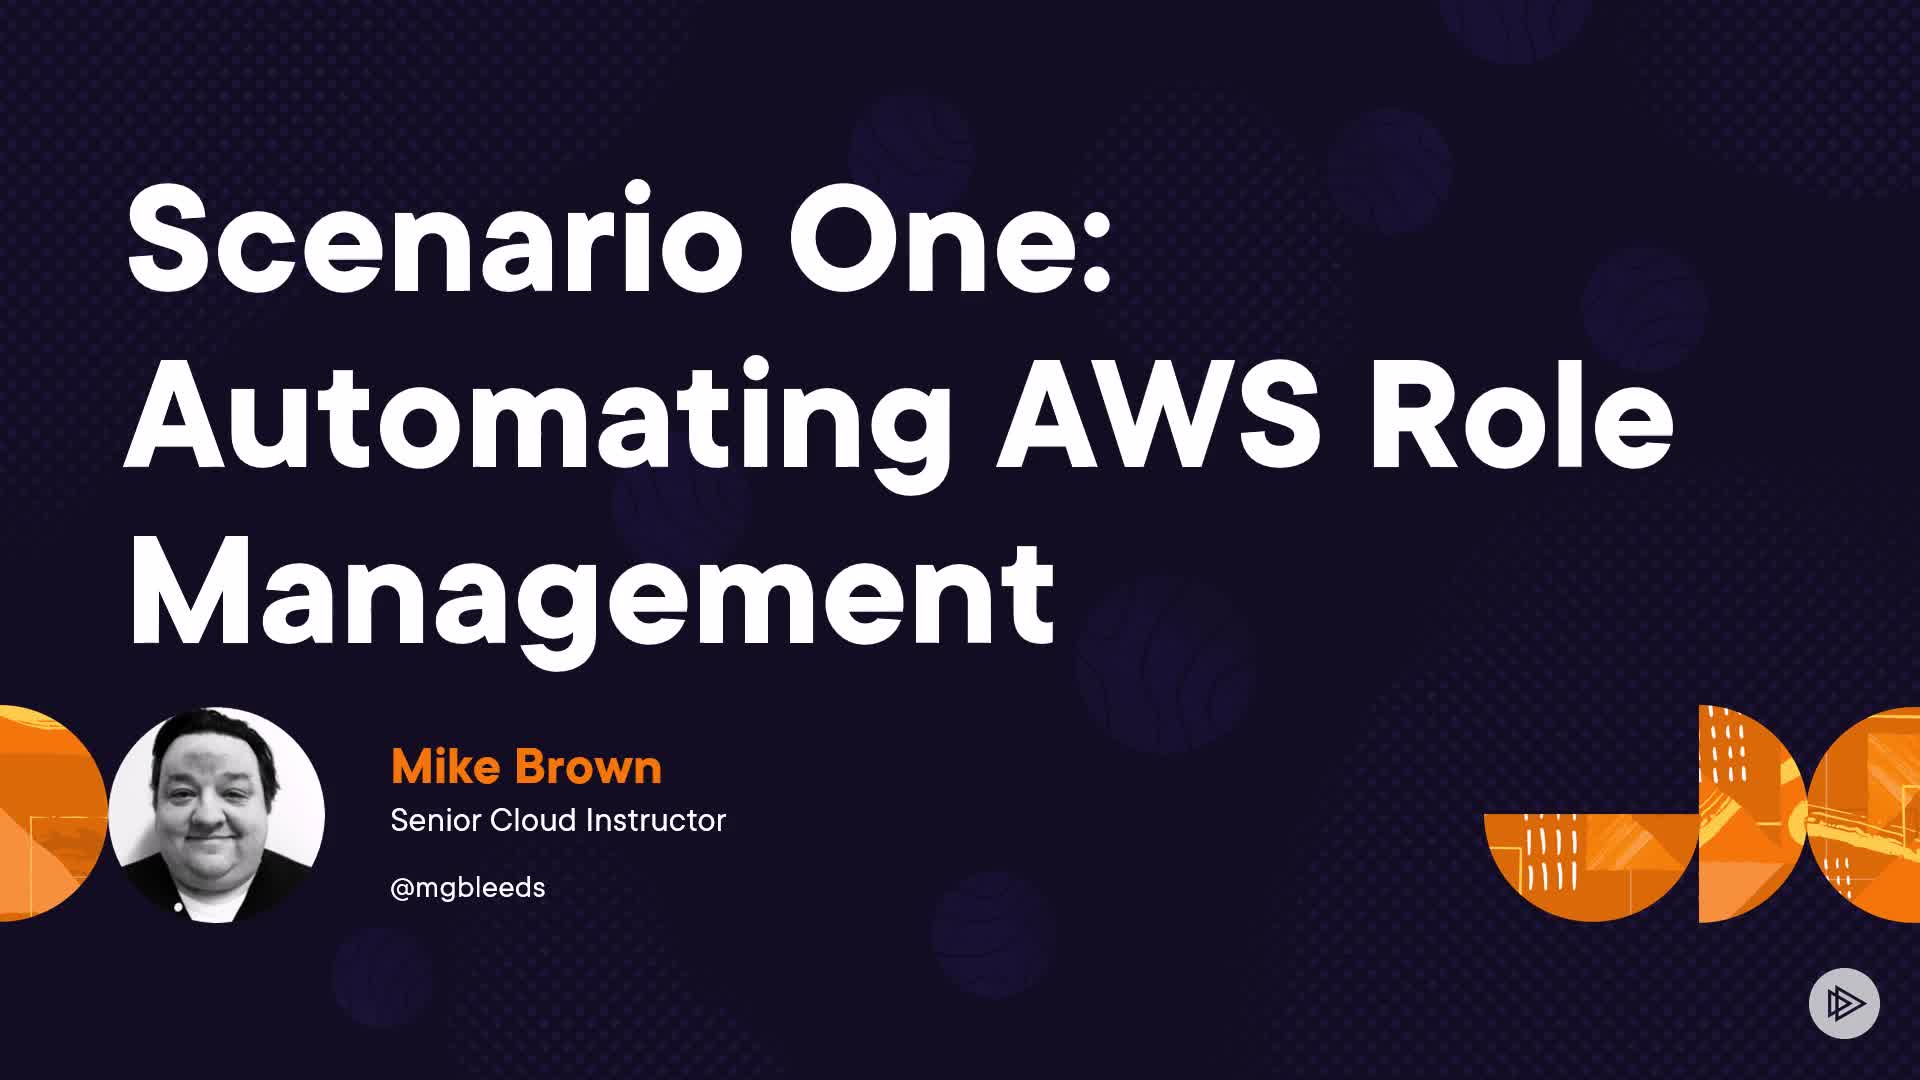 Scenario One:
Automating AWS Role
Management
Mike Brown
Senior Cloud Instructor
@mgbleeds